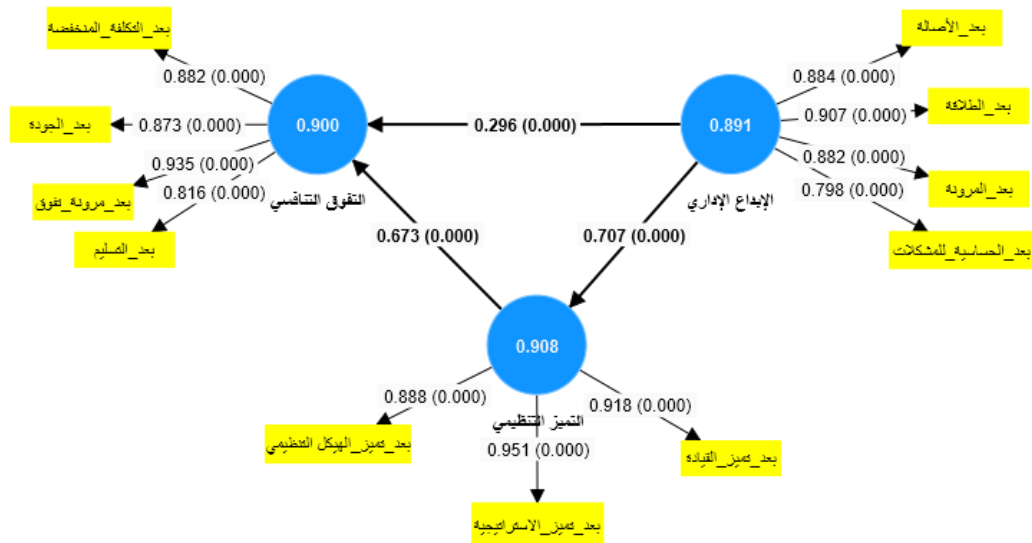 بعد_التكلفة_المنخفضة
بعد_الأصالة
0.882 (0.000)
0.884 (0.000)
بعد_الطلاقة
0.907 (0.000)
بعد_الجودة
0.873 (0.000)
0.900
0.296 (0.000)
0.891
0.882 (0.000)
0.935 (0.000)
بعد_المرونة
بعد_مرونة_تفوق
0.816 (0.000)
0.798 (0.000)
التفوق التنافسي
الإبداع الإداري
بعد_التسليم
بعد_الحساسية_للمشكلات
0.673 (0.000)
0.707 (0.000)
0.908
0.888 (0.000)
0.918 (0.000)
التميز التنظيمي
بعد_تميز_الهيكل التنظيمي
0.951 (0.000)
بعد_تميز_القيادة
بعد_تميز_الاستراتيجية